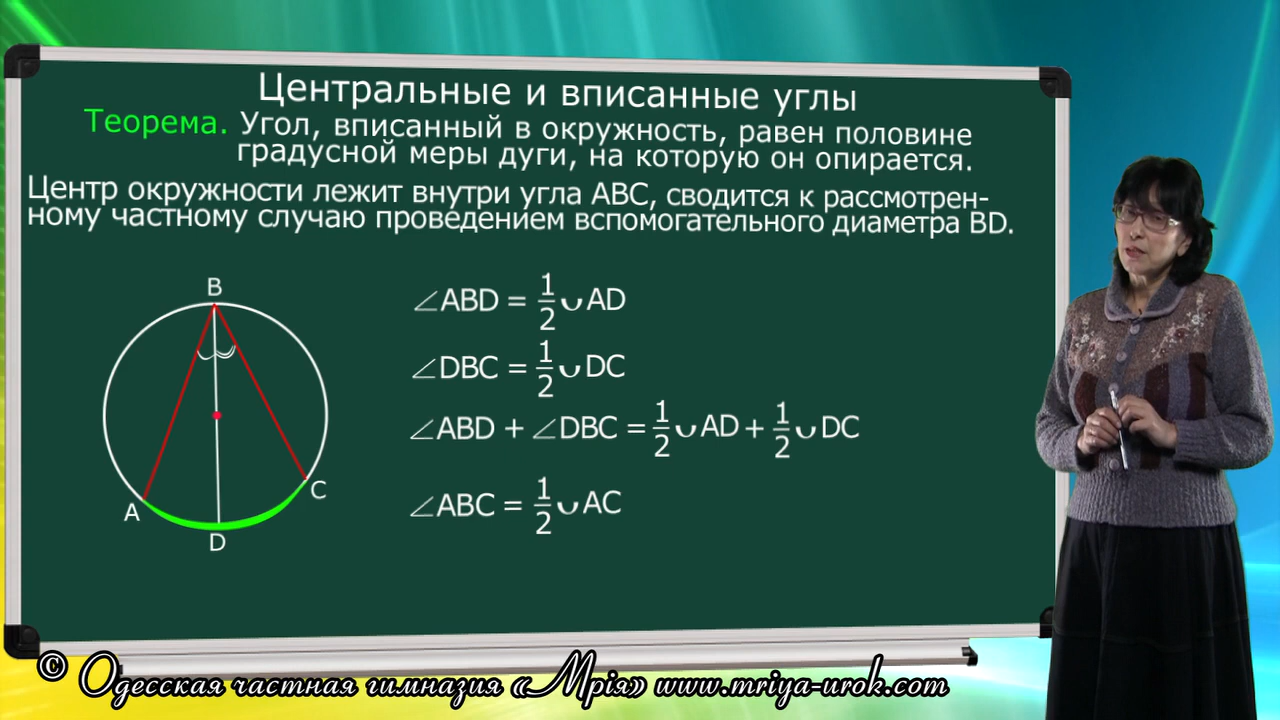 Центральные и вписанные углы
Теорема. Угол, вписанный в окружность, равен половине
градусной меры дуги, на которую он опирается.
Центр окружности лежит внутри угла ABC, сводится к рассмотрен-
ному частному случаю проведением вспомогательного диаметра BD.
B
A
C
D
∠ABD = 1/2 ◡ AD
∠DBC = 1/2 ◡ DC
∠ABD + ∠DBC = 1/2 ◡ AD + 1/2 ◡ DC
∠ABC = 1/2 ◡ AC
© Одесская частная гимназия «Мрія» www.mriya-urok.com